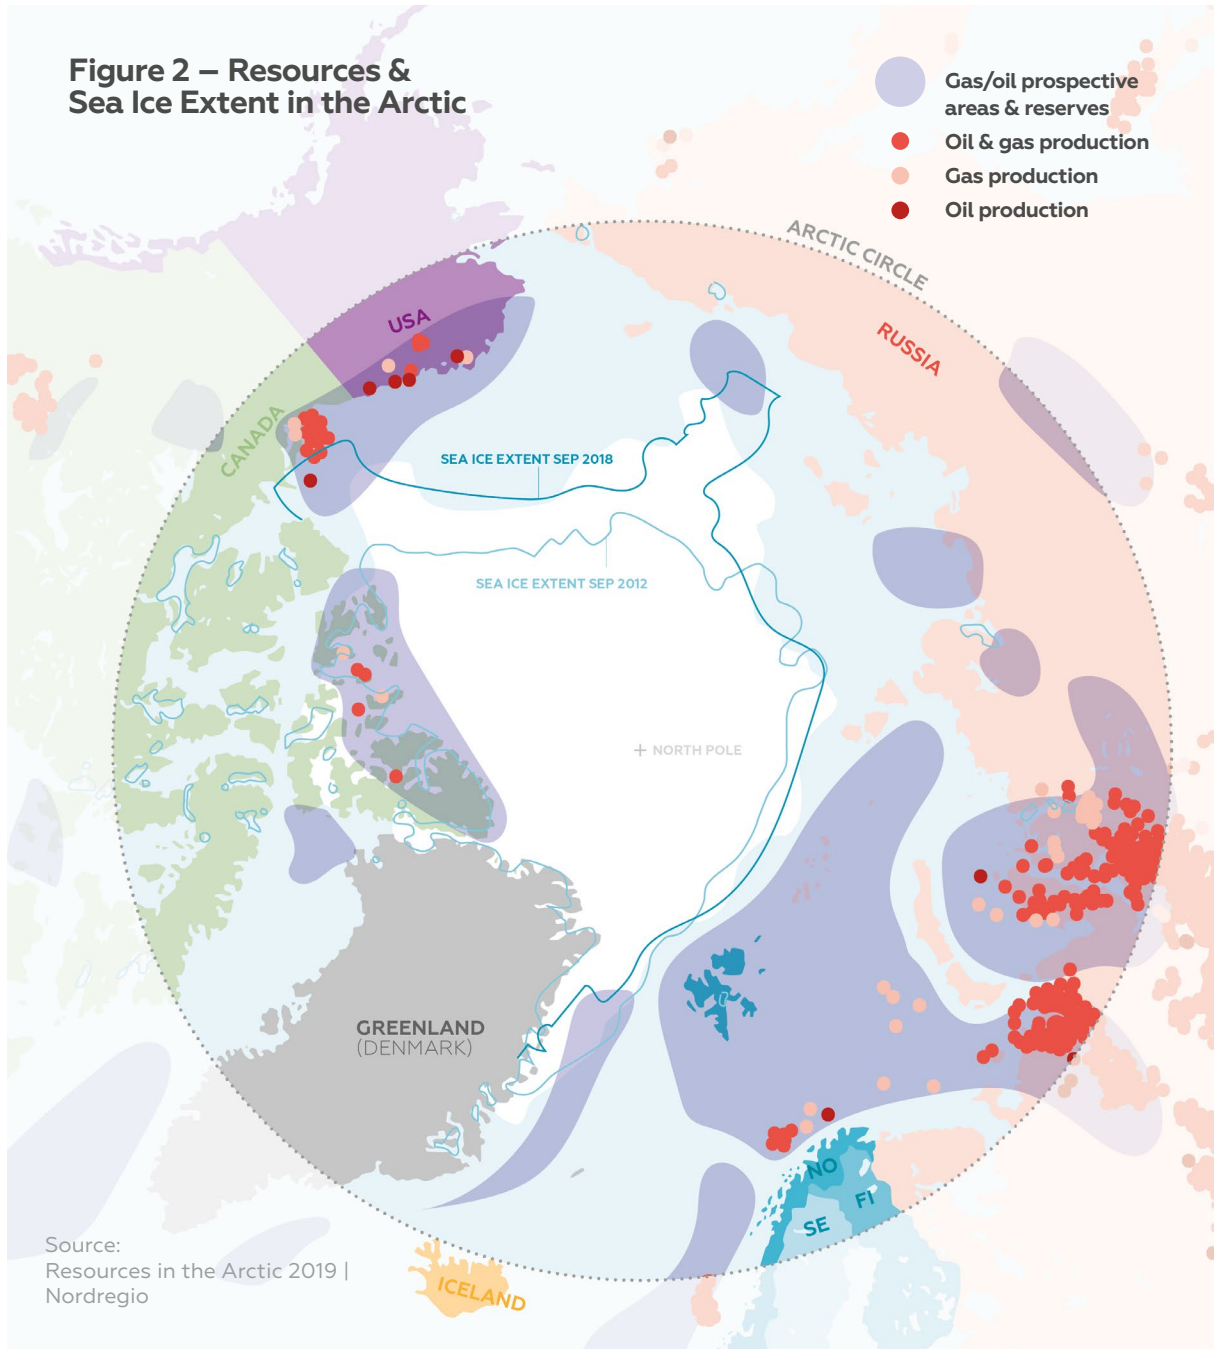 Figure 2 – Resources &
Sea Ice Extent in the Arctic
Gas/oil prospective
areas & reserves
Oil & gas production
Gas production
Oil production
ARCTIC CIRCLE
USA
RUSSIA
CANADA
SEA ICE EXTENT SEP 2018
SEA ICE EXTENT SEP 2012
NORTH POLE
GREENLAND
(DENMARK)
NO
FI
SE
ICELAND
Source:
Resources in the Arctic 2019 |
Nordregio